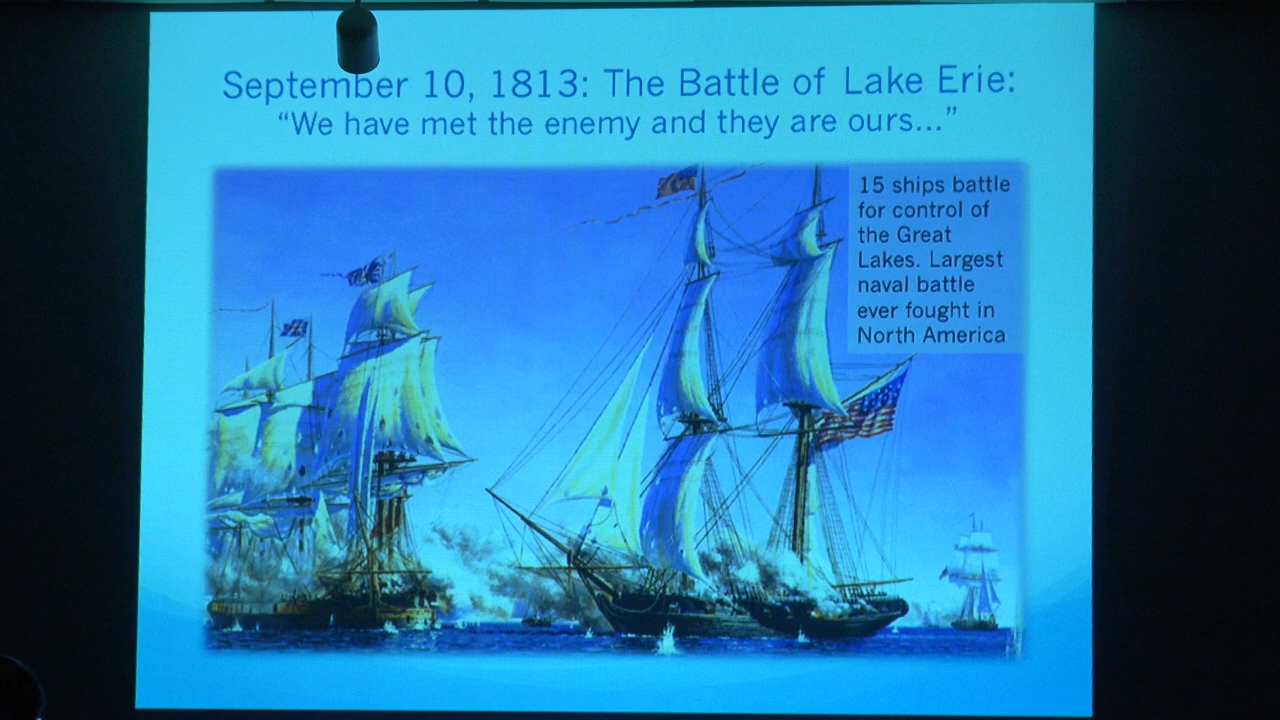 September 10, 1813: The Battle of Lake Erie:
“We have met the enemy and they are ours...”
15 ships battle
for control of
the Great
Lakes. Largest
naval battle
ever fought in
North America